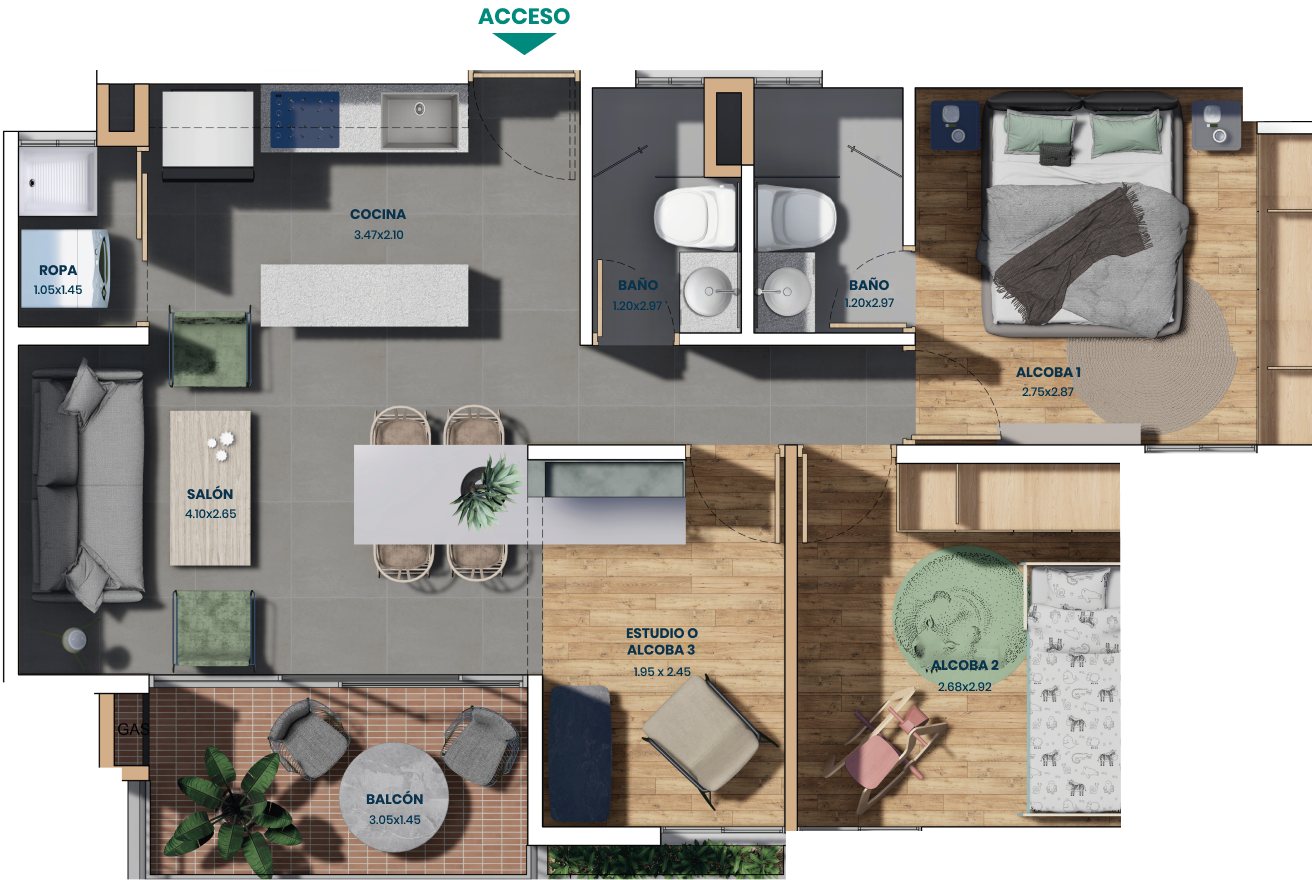 ACCESO
COCINA
3.47x2.10
ROPA
1.05x1.45
BAÑO
1.20x2.97
BAÑO
1.20x2.97
ALCOBA 1
2.75x2.87
SALÓN
4.10x2.65
ESTUDIO O
ALCOBA 3
1.95 x 2.45
ALCOBA 2
2.68x2.92
GAS
BALCÓN
3.05x1.45